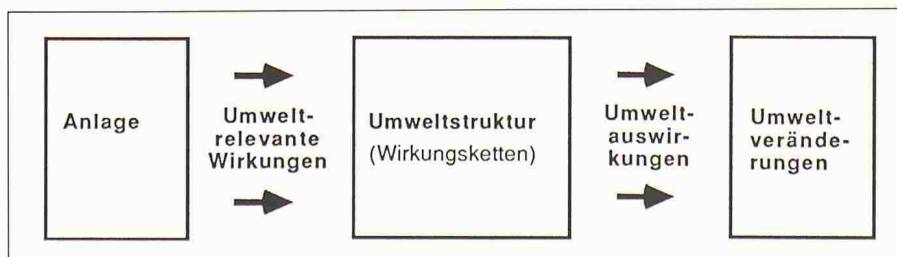 Anlage
Umwelt-
relevante
Wirkungen
Umweltstruktur
(Wirkungsketten)
Umwelt-
auswir-
kungen
Umwelt-
verände-
rungen